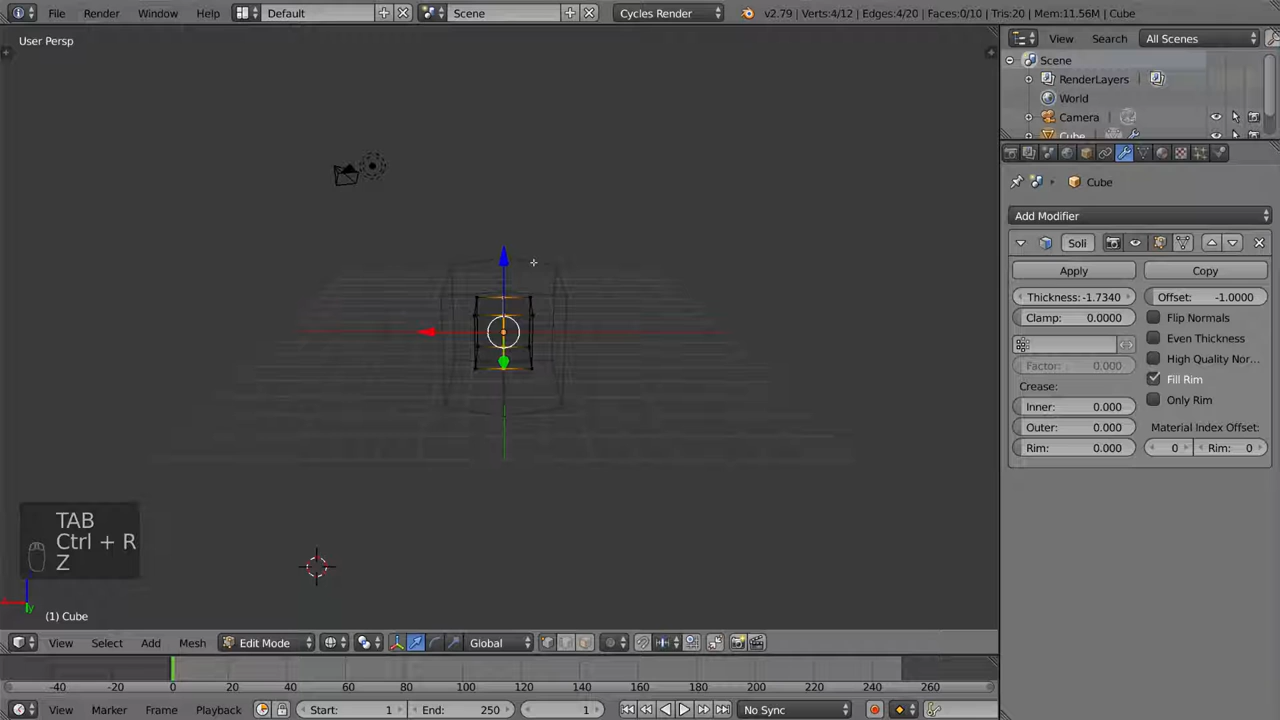 File Render Window Help Default Scene Cycles Render v2.79 | Verts:4/12 | Edges:4/20 | Faces:0/10 | Tris:20 | Mem:11.56M | Cube
User Persp
View Search All Scenes
Scene
RenderLayers
World
Camera
Cube
Cube
Add Modifier
Soli
Apply Copy
Thickness: -1.7340 Offset: -1.0000
Clamp: 0.0000 Flip Normals
Even Thickness
Factor: 0.000 High Quality Nor...
Crease: Fill Rim
Inner: 0.000 Only Rim
Outer: 0.000 Material Index Offset:
Rim: 0.000 0 Rim: 0
TAB
Ctrl + R
Z
y
(1) Cube
View Select Add Mesh Edit Mode Global
-40 -20 0 20 40 60 80 100 120 140 160 180 200 220 240 260
View Marker Frame Playback Start: 1 End: 250 1 No Sync